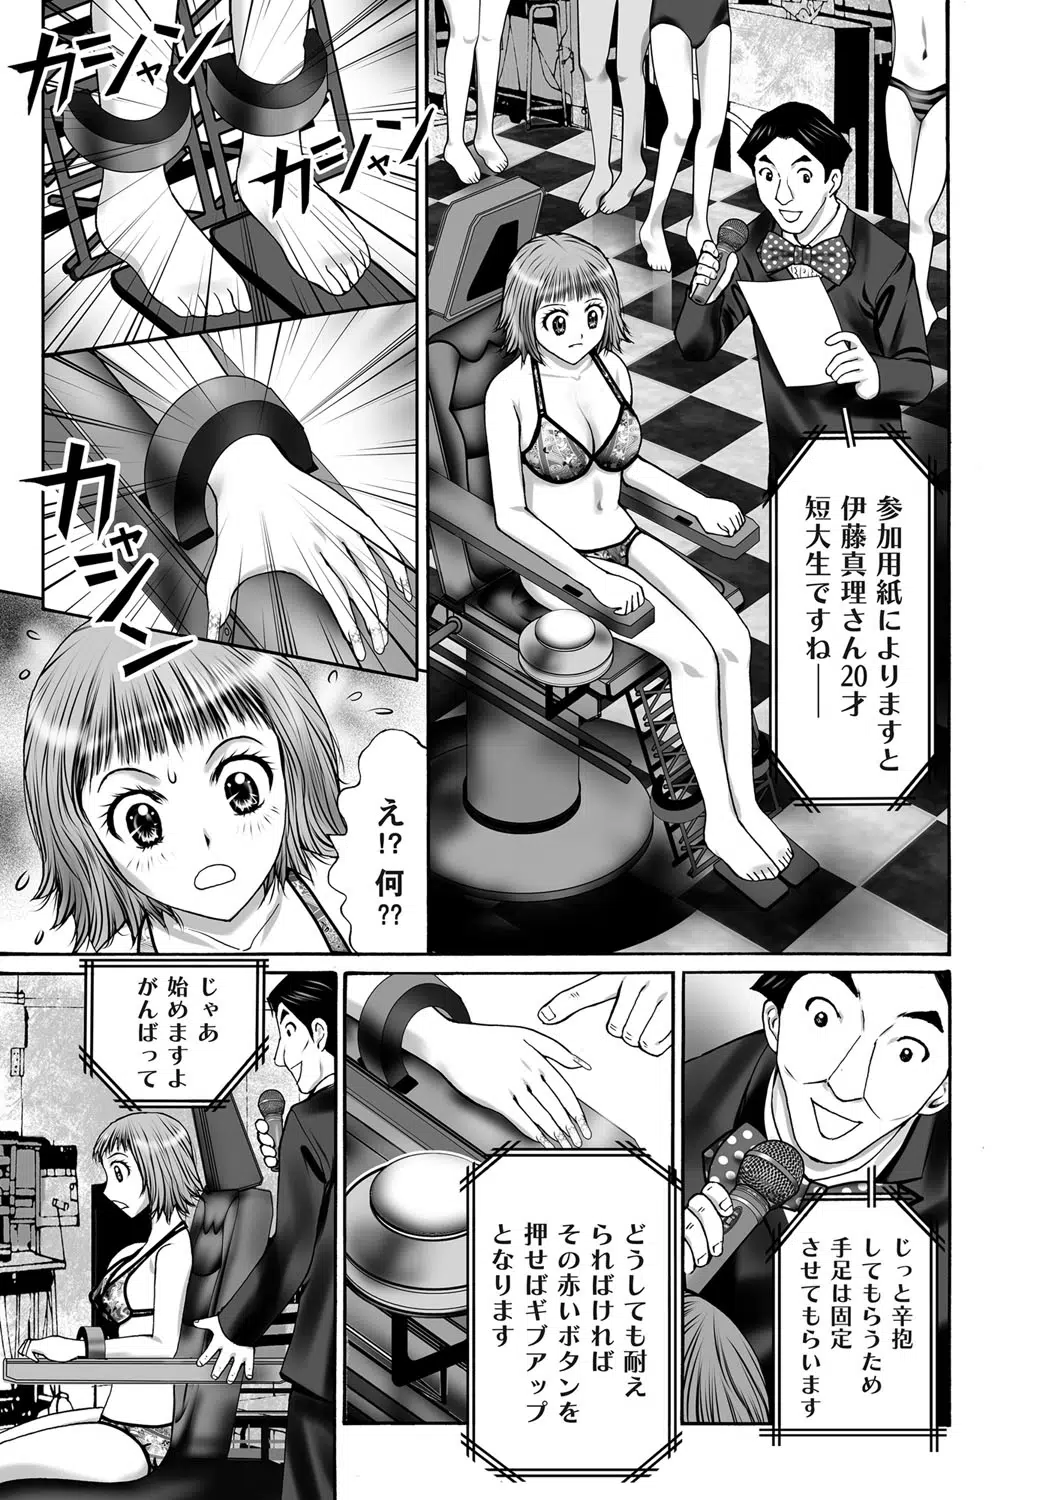 参加用紙によりますと
伊藤真理さん20才
短大生ですね――
ガシャン
ガシャン
ガシャン
え!?
何??
じっと辛抱
してもらうため
手足は固定
させてもらいます
どうしても耐え
らればければ
その赤いボタンを
押せばギブアップ
となります
じゃあ
始めますよ
がんばって